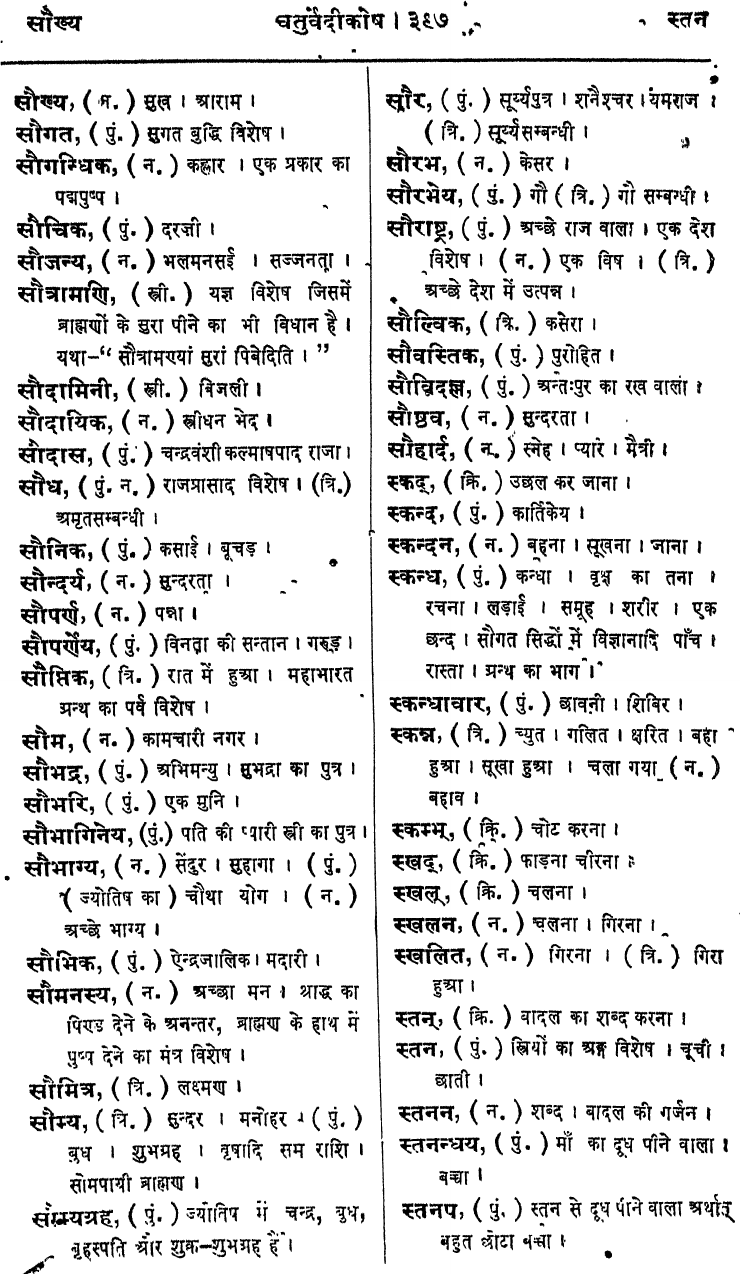 सौख्य चतुर्वेदीकोष । ३९७ स्तन
सौख्य, ( न. ) सुख । आराम ।
सौगत, ( पुं. ) सुगत बुद्धि विशेष ।
सौगन्धिक, ( न. ) कह्लार । एक प्रकार का
पद्मपुष्प ।
सौचिक, ( पुं. ) दरज़ी ।
सौजन्य, ( न. ) भलमनसई । सज्जनता ।
सौत्रामणि, ( स्त्री. ) यज्ञ विशेष जिसमें
ब्राह्मणों के सुरा पीने का भी विधान है ।
यथा-“ सौत्रामण्यां सुरां पिबेदिति । ”
सौदामिनी, ( स्त्री. ) बिजली ।
सौदायिक, ( न. ) स्त्रीधन भेद ।
सौदास, ( पुं. ) चन्द्रवंशी कल्माषपाद राजा ।
सौध, ( पुं. न. ) राजप्रासाद विशेष । (त्रि.)
अमृतसम्बन्धी ।
सौनिक, ( पुं. ) कसाई । बूचड़ ।
सौन्दर्य, ( न. ) सुन्दरता ।
सौपर्ण, ( न. ) पन्ना ।
सौपर्णेय, ( पुं. ) विनता की सन्तान । गरुड़ ।
सौप्तिक, ( त्रि. ) रात में हुआ । महाभारत
ग्रन्थ का पर्व विशेष ।
सौम, ( न. ) कामचारी नगर ।
सौभद्र, ( पुं. ) अभिमन्यु । सुभद्रा का पुत्र ।
सौभरि, ( पुं. ) एक मुनि ।
सौभागिनेय, (पुं.) पति की प्यारी स्त्री का पुत्र ।
सौभाग्य, ( न. ) सेंदुर । सुहागा । ( पुं. )
( ज्योतिष का ) चौथा योग । ( न. )
अच्छे भाग्य ।
सौभिक, ( पुं. ) ऐन्द्रजालिक । मदारी ।
सौमनस्य, ( न. ) अच्छा मन । श्राद्ध का
पिण्ड देने के अनन्तर, ब्राह्मण के हाथ में
पुष्प देने का मंत्र विशेष ।
सौमित्र, ( त्रि. ) लक्ष्मण ।
सौम्य, ( त्रि. ) सुन्दर । मनोहर । ( पुं. )
बुध । शुभग्रह । वृषादि सम राशि ।
सोमपायी ब्राह्मण ।
सौम्यग्रह, ( पुं. ) ज्योतिष में चन्द्र, बुध,
बृहस्पति और शुक्र-शुभग्रह हैं ।
सौर, ( पुं. ) सूर्य्यपुत्र । शनैश्चर । यमराज ।
( त्रि. ) सूर्य्यसम्बन्धी ।
सौरभ, ( न. ) केसर ।
सौरभेय, ( पुं. ) गौ ( त्रि. ) गौ सम्बन्धी ।
सौराष्ट्र, ( पुं. ) अच्छे राज वाला । एक देश
विशेष । ( न. ) एक विष । ( त्रि. )
अच्छे देश में उत्पन्न ।
सौल्विक, ( त्रि. ) कसेरा ।
सौवस्तिक, ( पुं. ) पुरोहित ।
सौविदल्ल, ( पुं. ) अन्तःपुर का रख वाला ।
सौष्ठव, ( न. ) सुन्दरता ।
सौहार्द, ( न. ) स्नेह । प्यार । मैत्री ।
स्कद्, ( क्रि. ) उछल कर जाना ।
स्कन्द, ( पुं. ) कार्तिकेय ।
स्कन्दन, ( न. ) बहना । सूखना । जाना ।
स्कन्ध, ( पुं. ) कन्धा । वृक्ष का तना ।
रचना । लड़ाई । समूह । शरीर । एक
छन्द । सौगत सिद्धों में विज्ञानादि पाँच ।
रास्ता । ग्रन्थ का भाग ।
स्कन्धावार, ( पुं. ) छावनी । शिबिर ।
स्कन्न, ( त्रि. ) च्युत । गलित । क्षरित । बहा
हुआ । सूखा हुआ । चला गया ( न. )
बहाव ।
स्कम्भ्, ( क्रि. ) चोट करना ।
स्खद्, ( क्रि. ) फाड़ना चीरना ।
स्खल्, ( क्रि. ) चलना ।
स्खलन, ( न. ) चलना । गिरना ।
स्खलित, ( न. ) गिरना । ( त्रि. ) गिरा
हुआ ।
स्तन्, ( क्रि. ) बादल का शब्द करना ।
स्तन, ( पुं. ) स्त्रियों का अङ्ग विशेष । चूची ।
छाती ।
स्तनन, ( न. ) शब्द । बादल की गर्जन ।
स्तनन्धय, ( पुं. ) माँ का दूध पीने वाला ।
बच्चा ।
स्तनप, ( पुं. ) स्तन से दूध पीने वाला अर्थात्
बहुत छोटा बच्चा ।